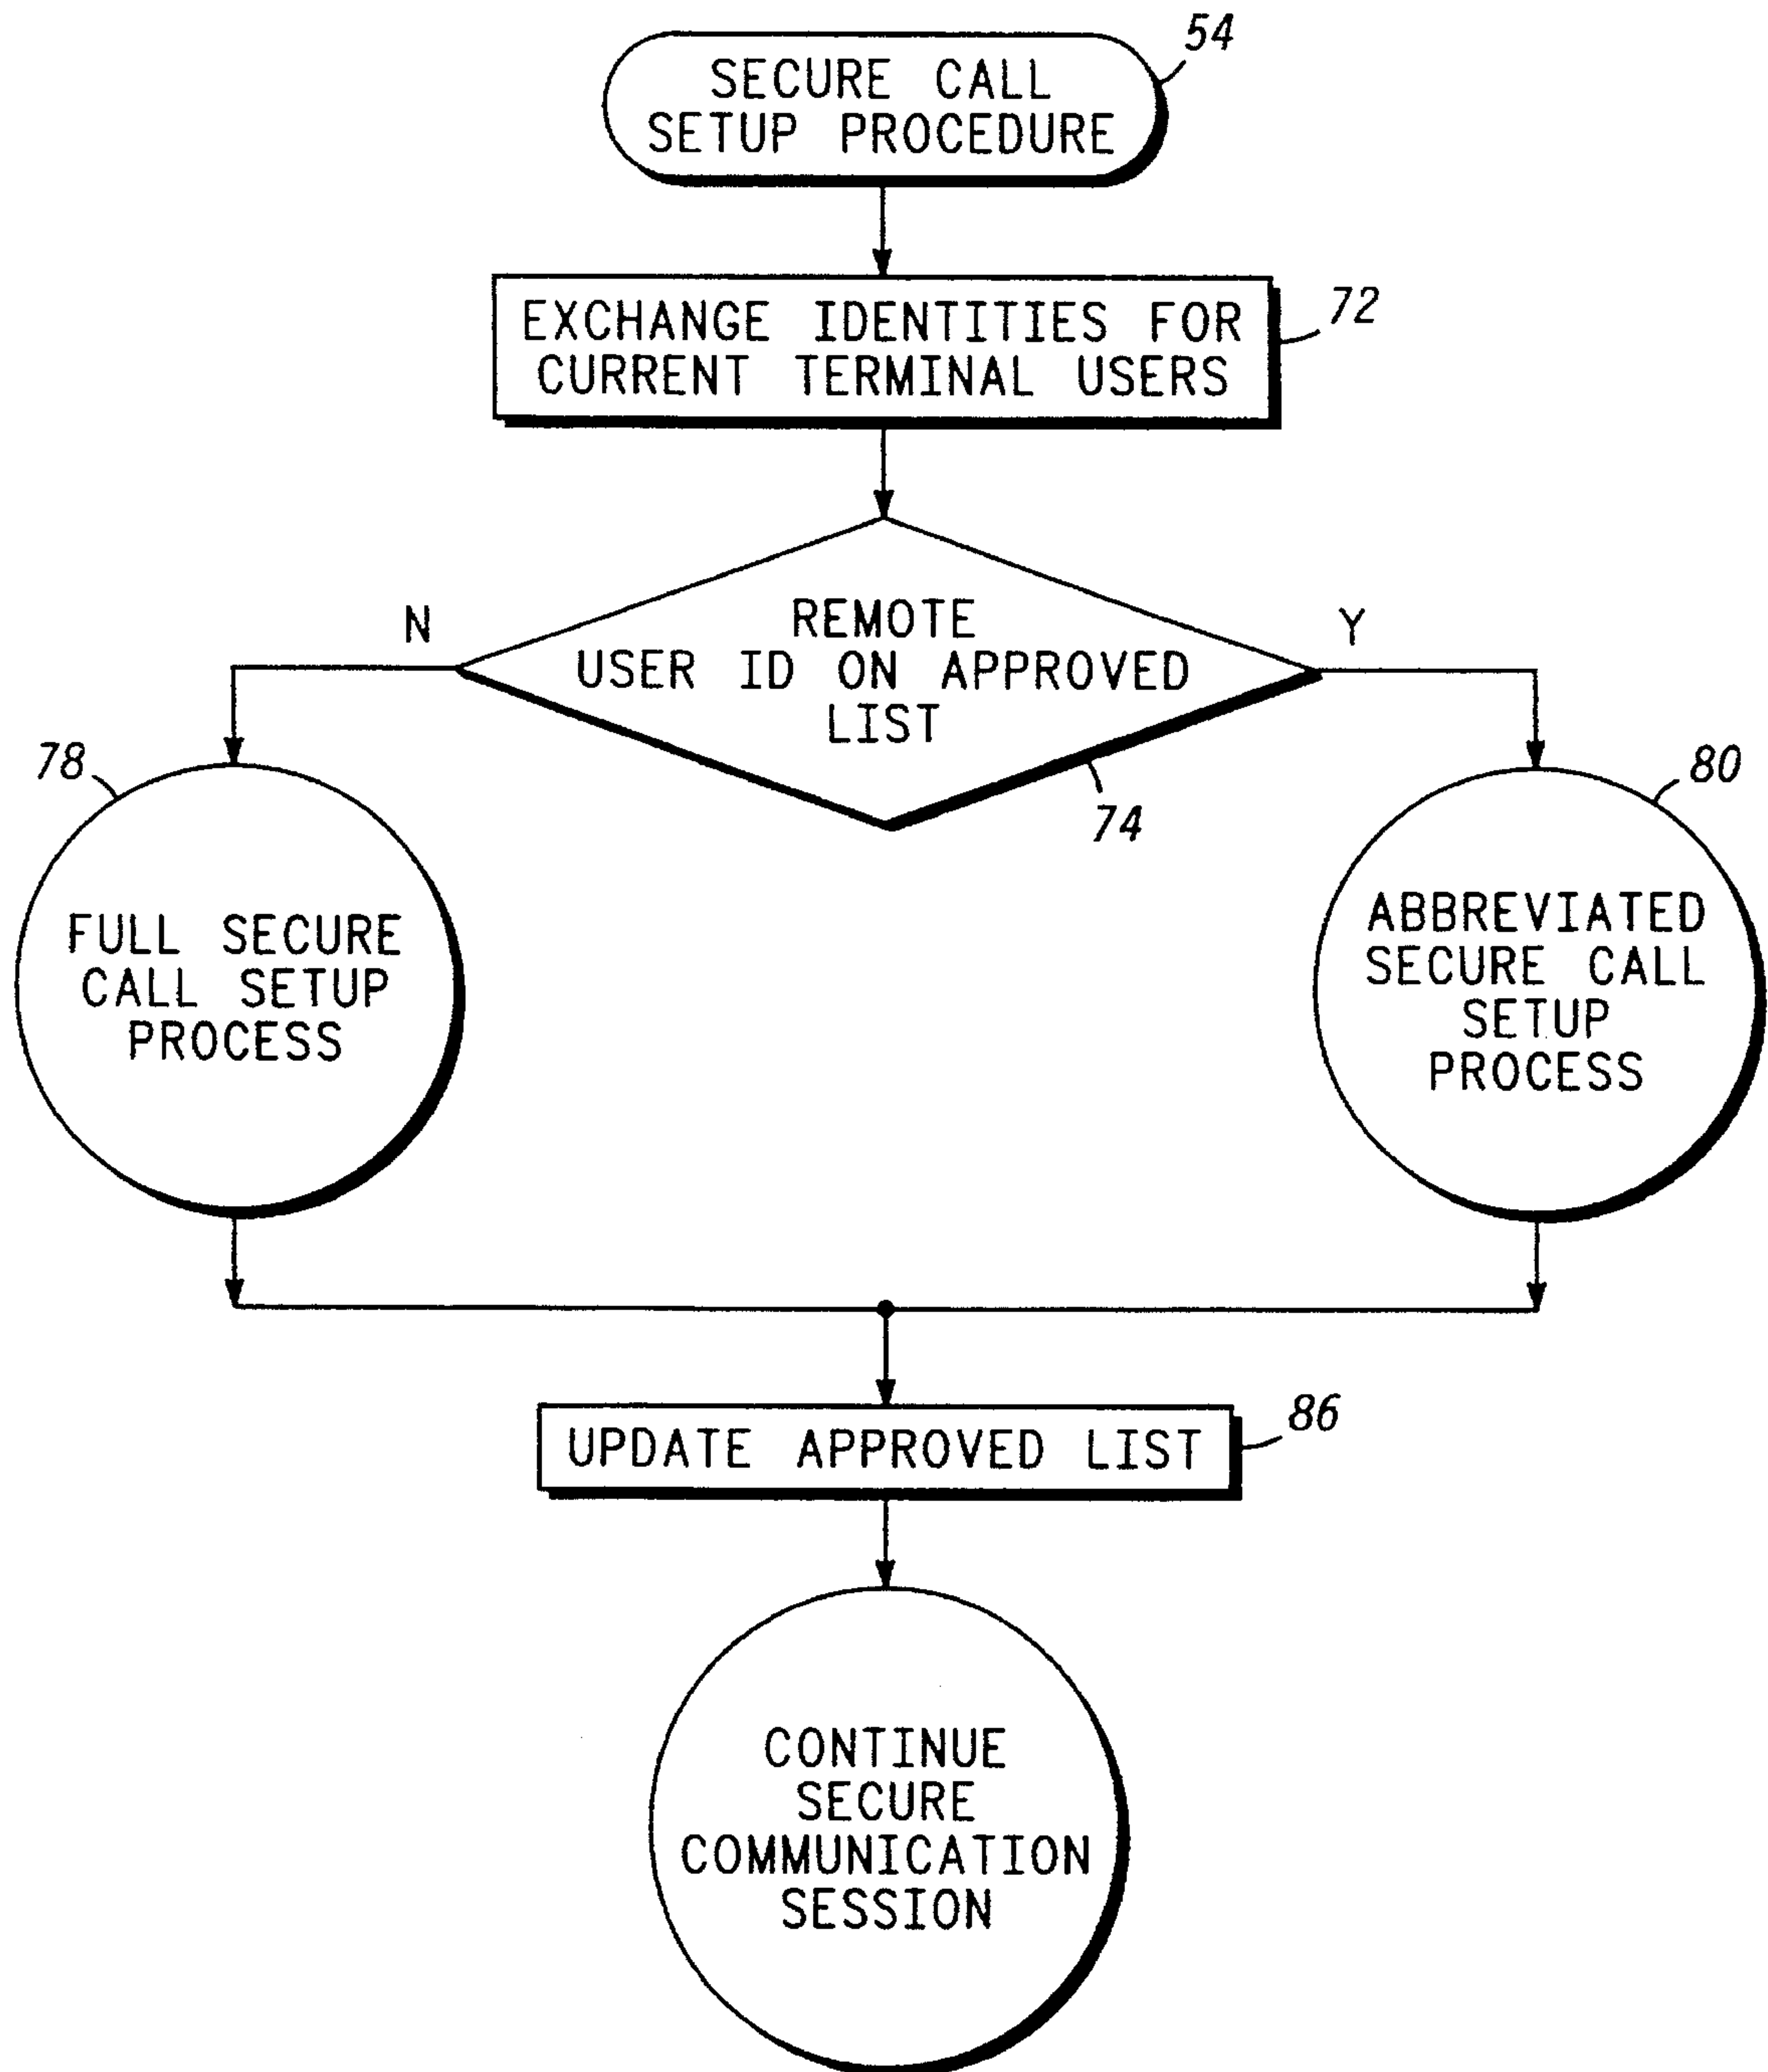 54
SECURE CALL
SETUP PROCEDURE
72
EXCHANGE IDENTITIES FOR
CURRENT TERMINAL USERS
N
Y
REMOTE
USER ID ON APPROVED
LIST
74
78
80
FULL SECURE
CALL SETUP
PROCESS
ABBREVIATED
SECURE CALL
SETUP
PROCESS
86
UPDATE APPROVED LIST
CONTINUE
SECURE
COMMUNICATION
SESSION